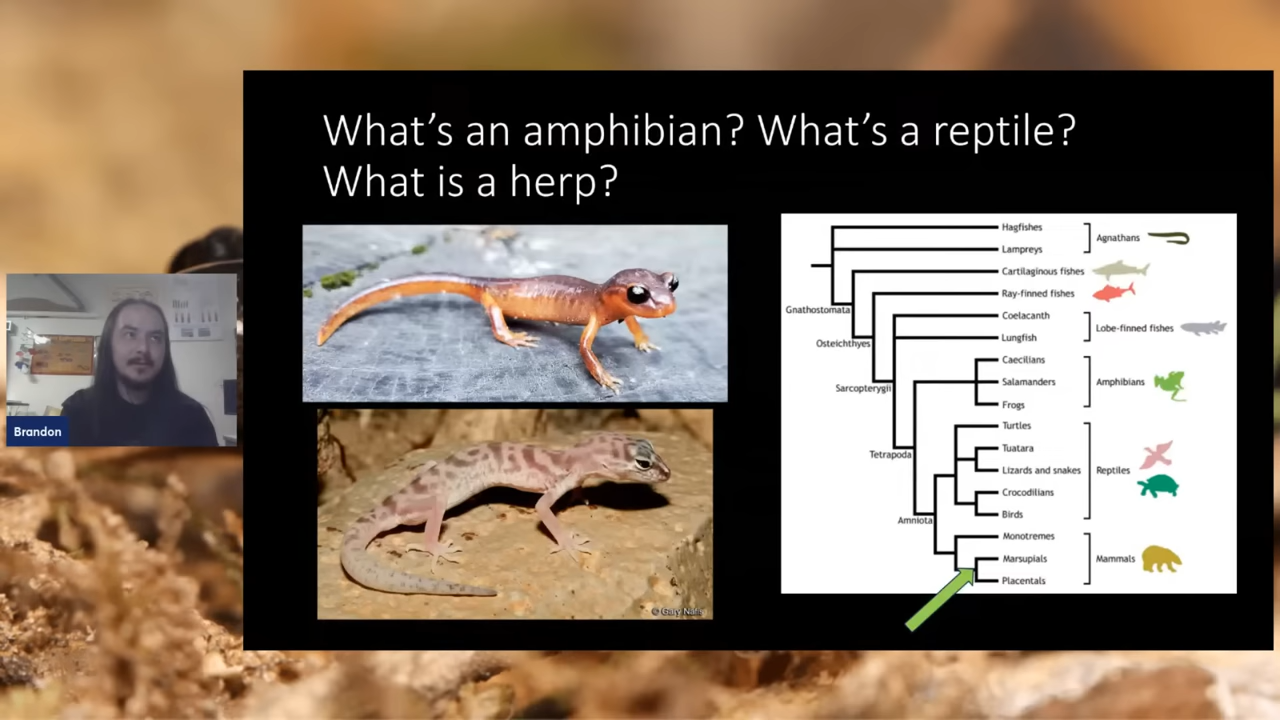 What's an amphibian? What's a reptile?
What is a herp?
Hagfishes
Lampreys
Agnathans
Cartilaginous fishes
Ray-finned fishes
Gnathostomata
Coelacanth
Lungfish
Lobe-finned fishes
Osteichthyes
Caecilians
Salamanders
Frogs
Amphibians
Sarcopterygii
Turtles
Tuatara
Lizards and snakes
Crocodilians
Birds
Reptiles
Tetrapoda
Amniota
Monotremes
Marsupials
Placentals
Mammals
Brandon
© Gary Nafis